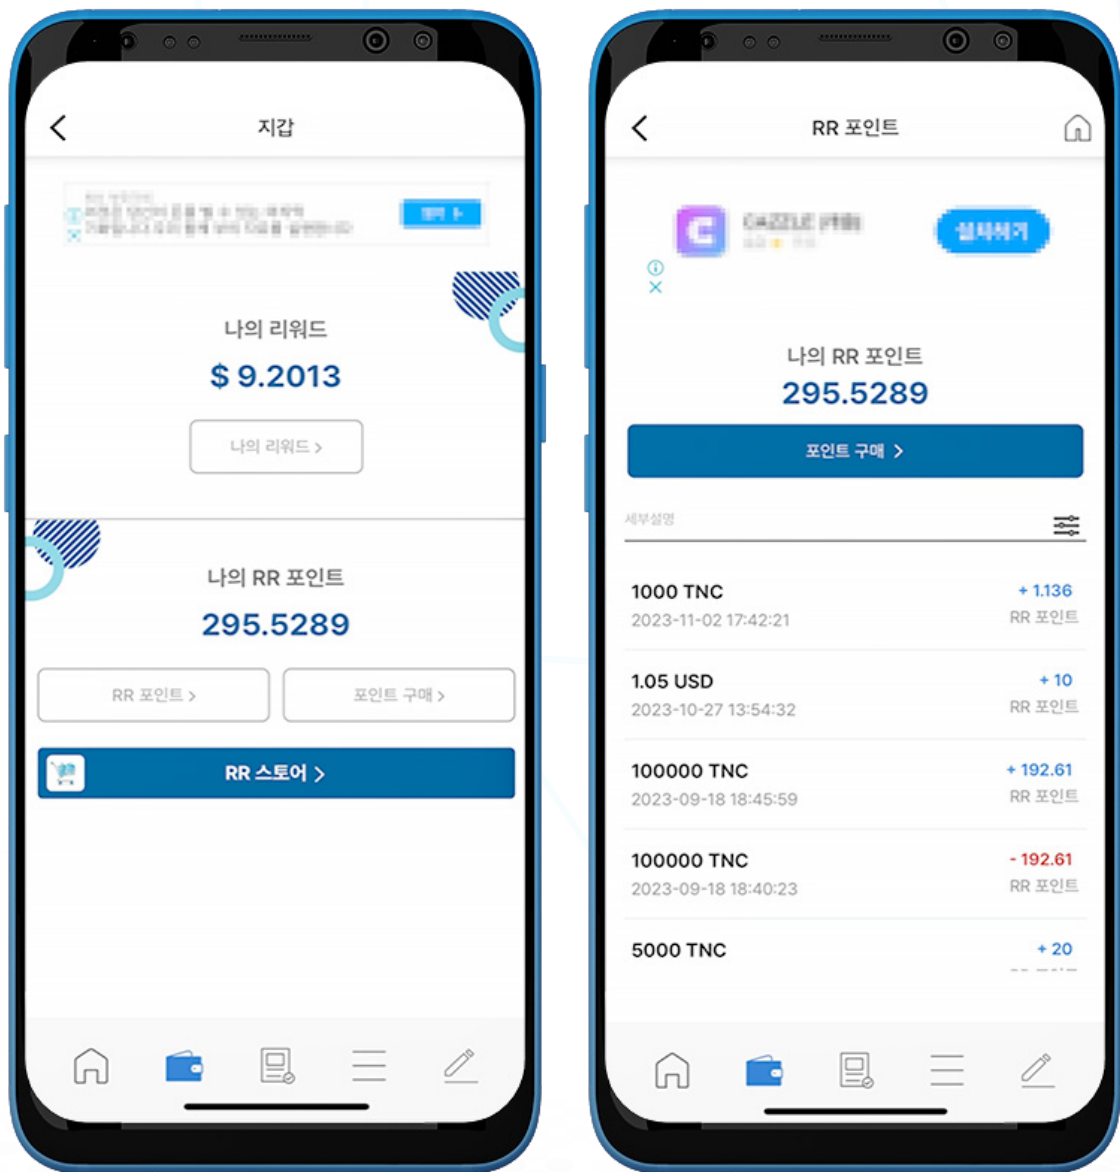 지갑
나의 리워드
$ 9.2013
나의 리워드 >
나의 RR 포인트
295.5289
RR 포인트 >
포인트 구매 >
RR 스토어 >
RR 포인트
나의 RR 포인트
295.5289
포인트 구매 >
세부설명
1000 TNC
+ 1.136
2023-11-02 17:42:21
RR 포인트
1.05 USD
+ 10
2023-10-27 13:54:32
RR 포인트
100000 TNC
+ 192.61
2023-09-18 18:45:59
RR 포인트
100000 TNC
- 192.61
2023-09-18 18:40:23
RR 포인트
5000 TNC
+ 20